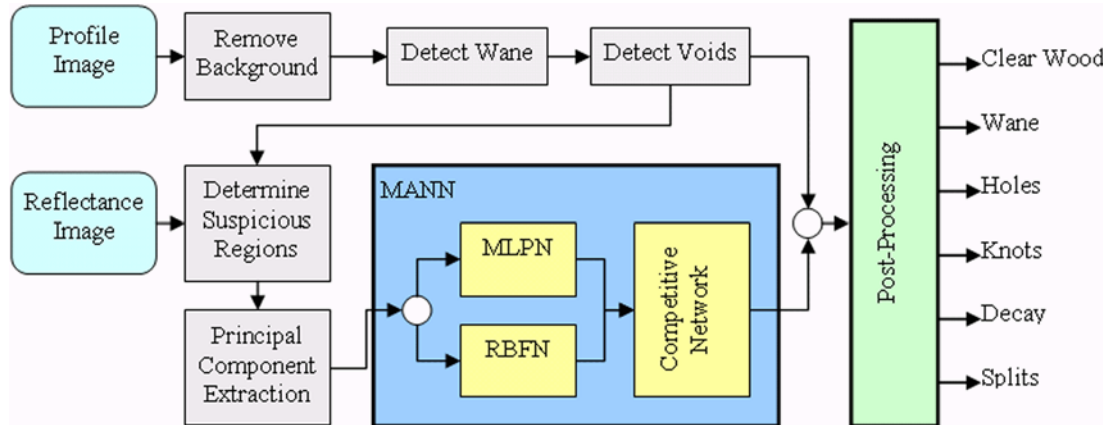 Profile
Image
Remove
Background
Detect Wane
Detect Voids
Reflectance
Image
Determine
Suspicious
Regions
Principal
Component
Extraction
MANN
MLPN
RBFN
Competitive
Network
Post-Processing
Clear Wood
Wane
Holes
Knots
Decay
Splits